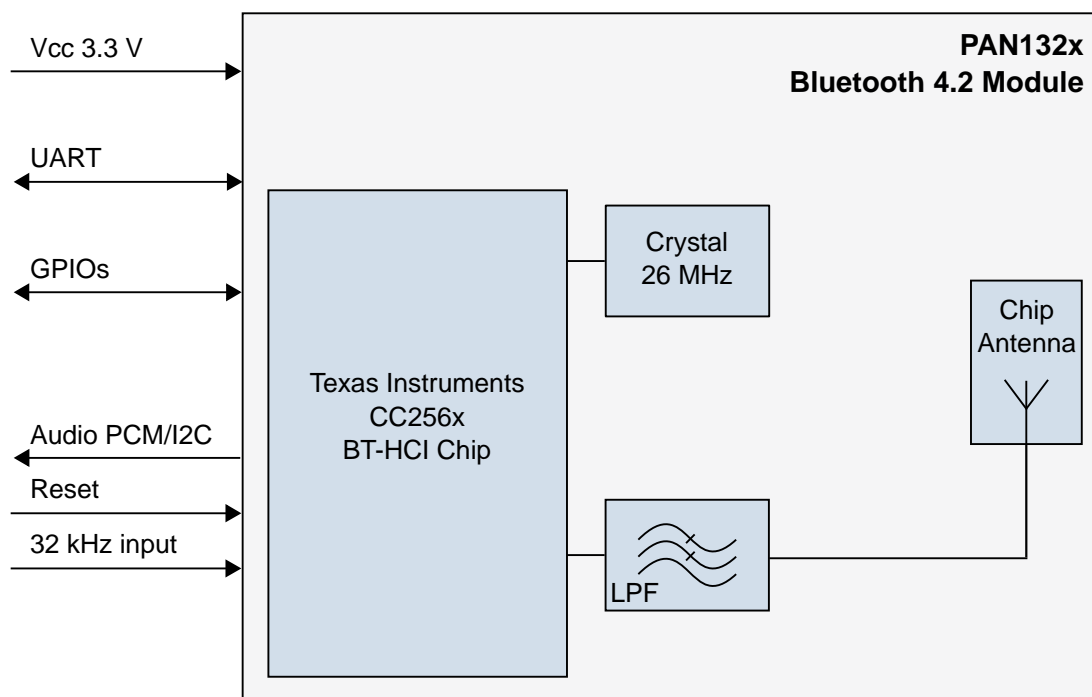 Vcc 3.3 V
PAN132x
Bluetooth 4.2 Module
UART
GPIOs
Audio PCM/I2C
Reset
32 kHz input
Texas Instruments
CC256x
BT-HCI Chip
Crystal
26 MHz
Chip
Antenna
LPF